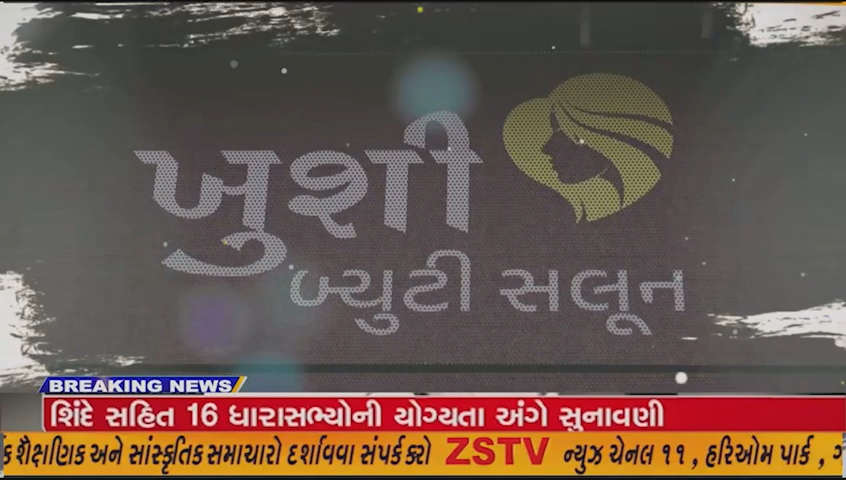 ખુશી
બ્યુટી સલૂન
BREAKING NEWS
શિંદે સહિત 16 ધારાસભ્યોની યોગ્યતા અંગે સુનાવણી
શૈક્ષણિક અને સાંસ્કૃતિક સમાચારો દર્શાવવા સંપર્ક કરો ZSTV ન્યુઝ ચેનલ ૧૧ , હરિઓમ પાર્ક ,